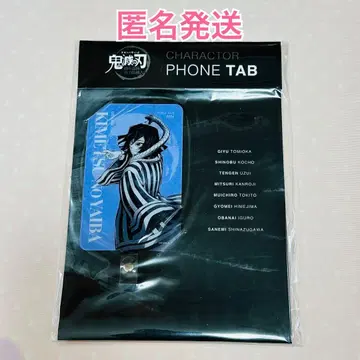 匿名発送
鬼滅の刃
CHARACTOR
PHONE TAB
KIMETSU NO YAIBA
GIYU TOMIOKA
SHINOBU KOCHO
TENGEN UZUI
MITSURI KANROJI
MUICHIRO TOKITO
GYOMEI HIMEJIMA
OBANAI IGURO
SANEMI SHINAZUGAWA